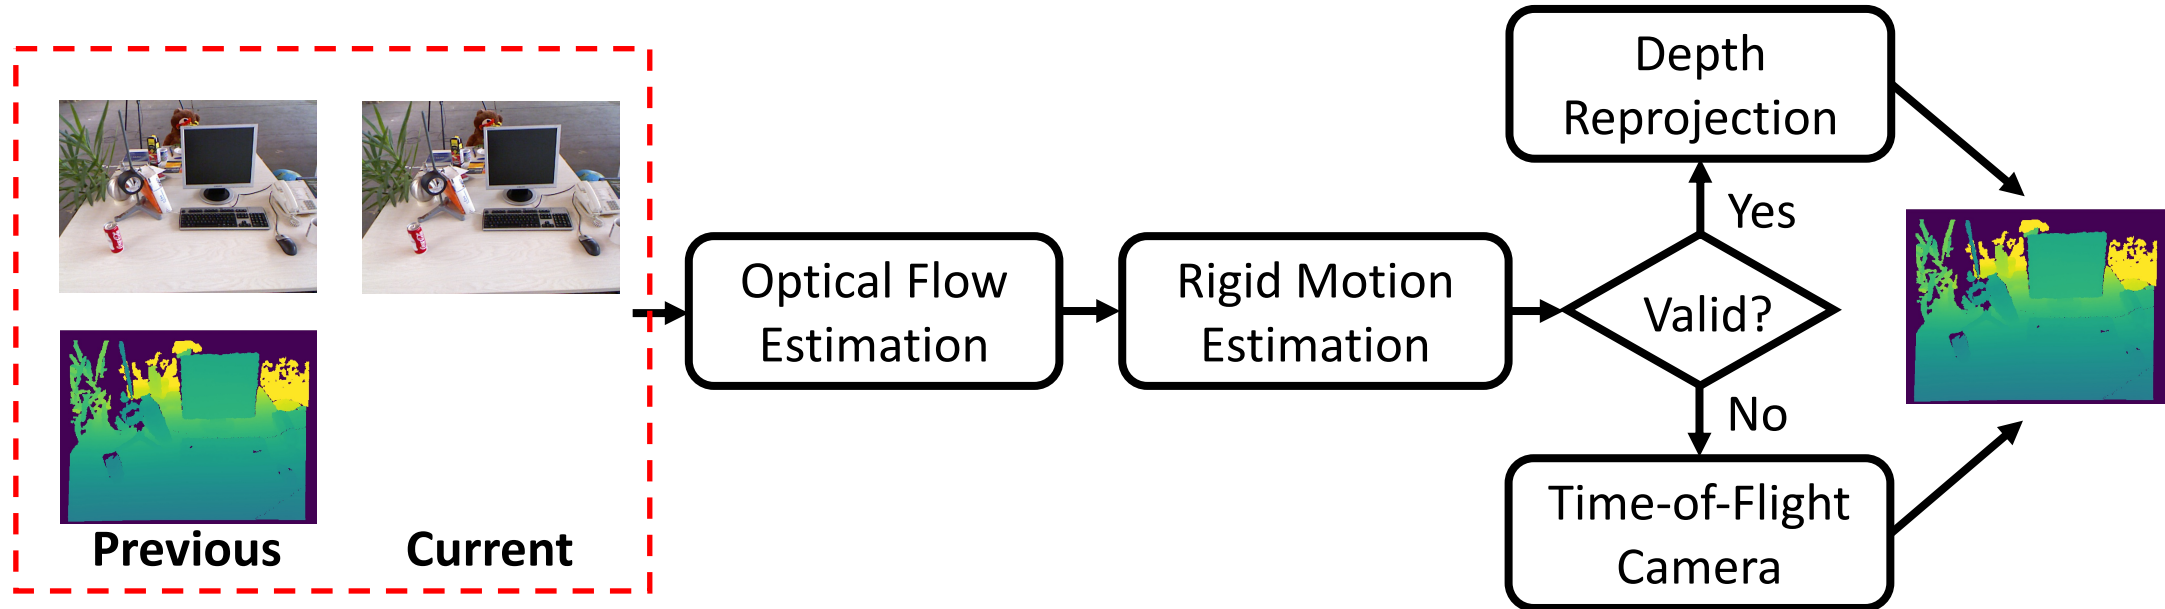 Previous
Current
Optical Flow
Estimation
Rigid Motion
Estimation
Valid?
Yes
No
Depth
Reprojection
Time-of-Flight
Camera